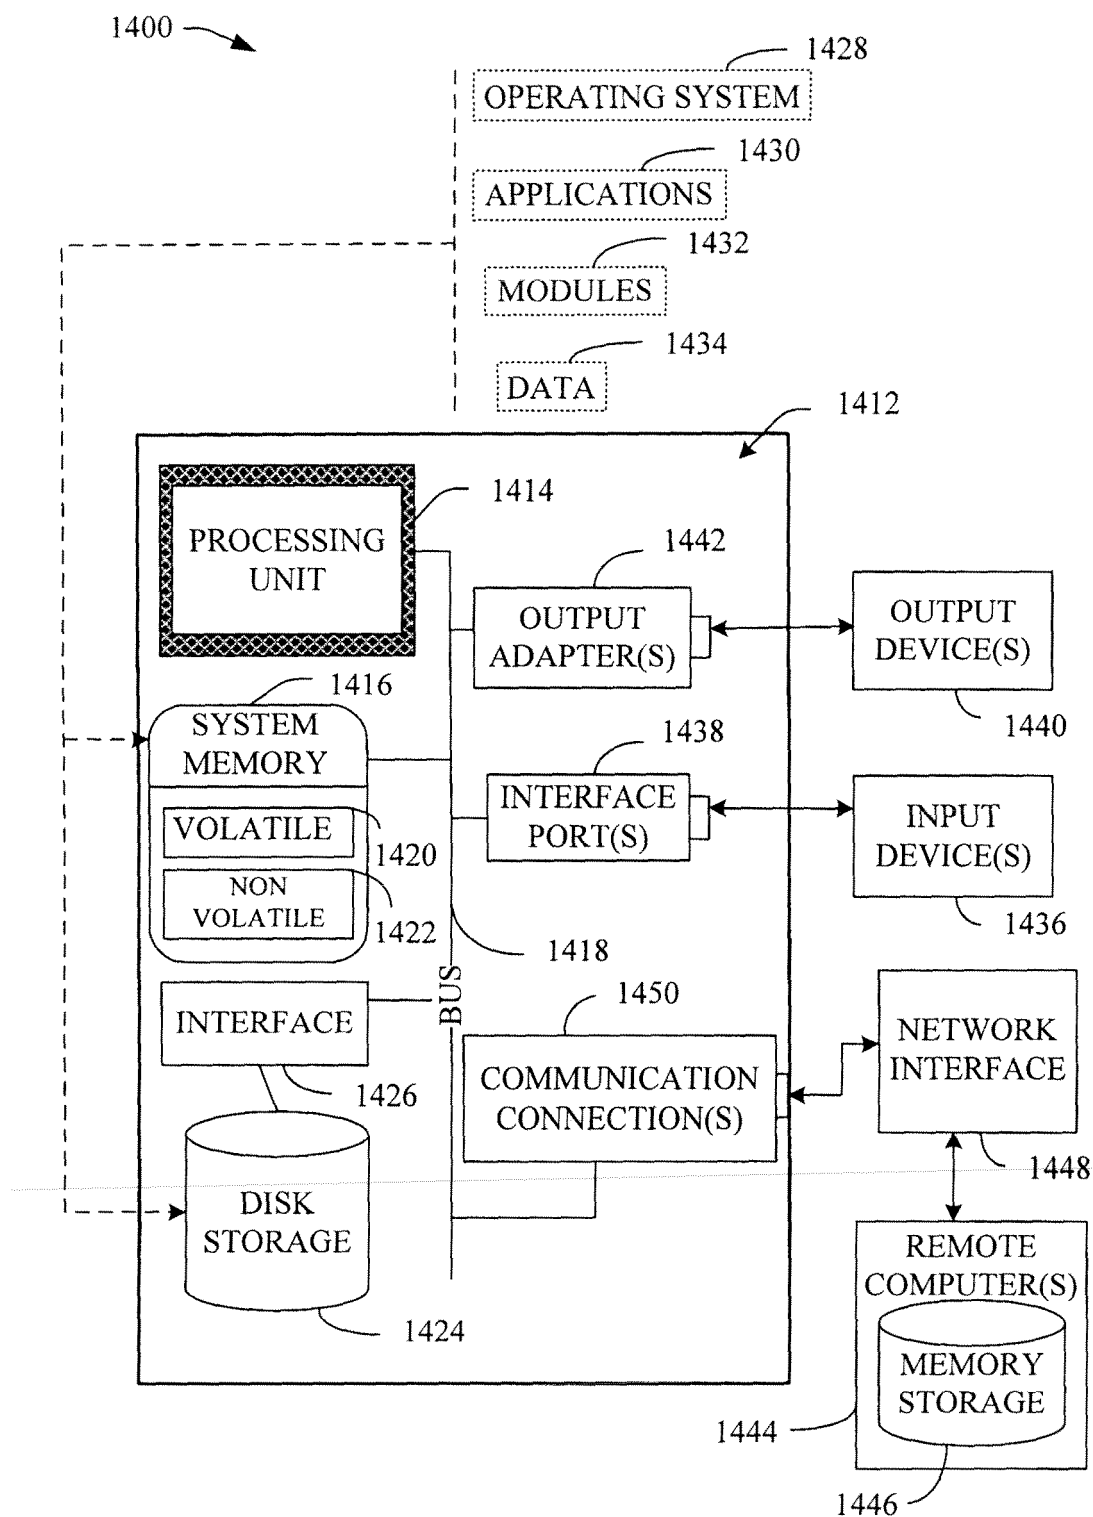 1400
1428
OPERATING SYSTEM
1430
APPLICATIONS
1432
MODULES
1434
DATA
1412
1414
PROCESSING
UNIT
1442
OUTPUT
ADAPTER(S)
OUTPUT
DEVICE(S)
1440
1416
SYSTEM
MEMORY
1438
INTERFACE
PORT(S)
INPUT
DEVICE(S)
1436
VOLATILE
1420
NON
VOLATILE
1422
1418
BUS
INTERFACE
1426
1450
COMMUNICATION
CONNECTION(S)
NETWORK
INTERFACE
1448
DISK
STORAGE
1424
REMOTE
COMPUTER(S)
MEMORY
STORAGE
1444
1446